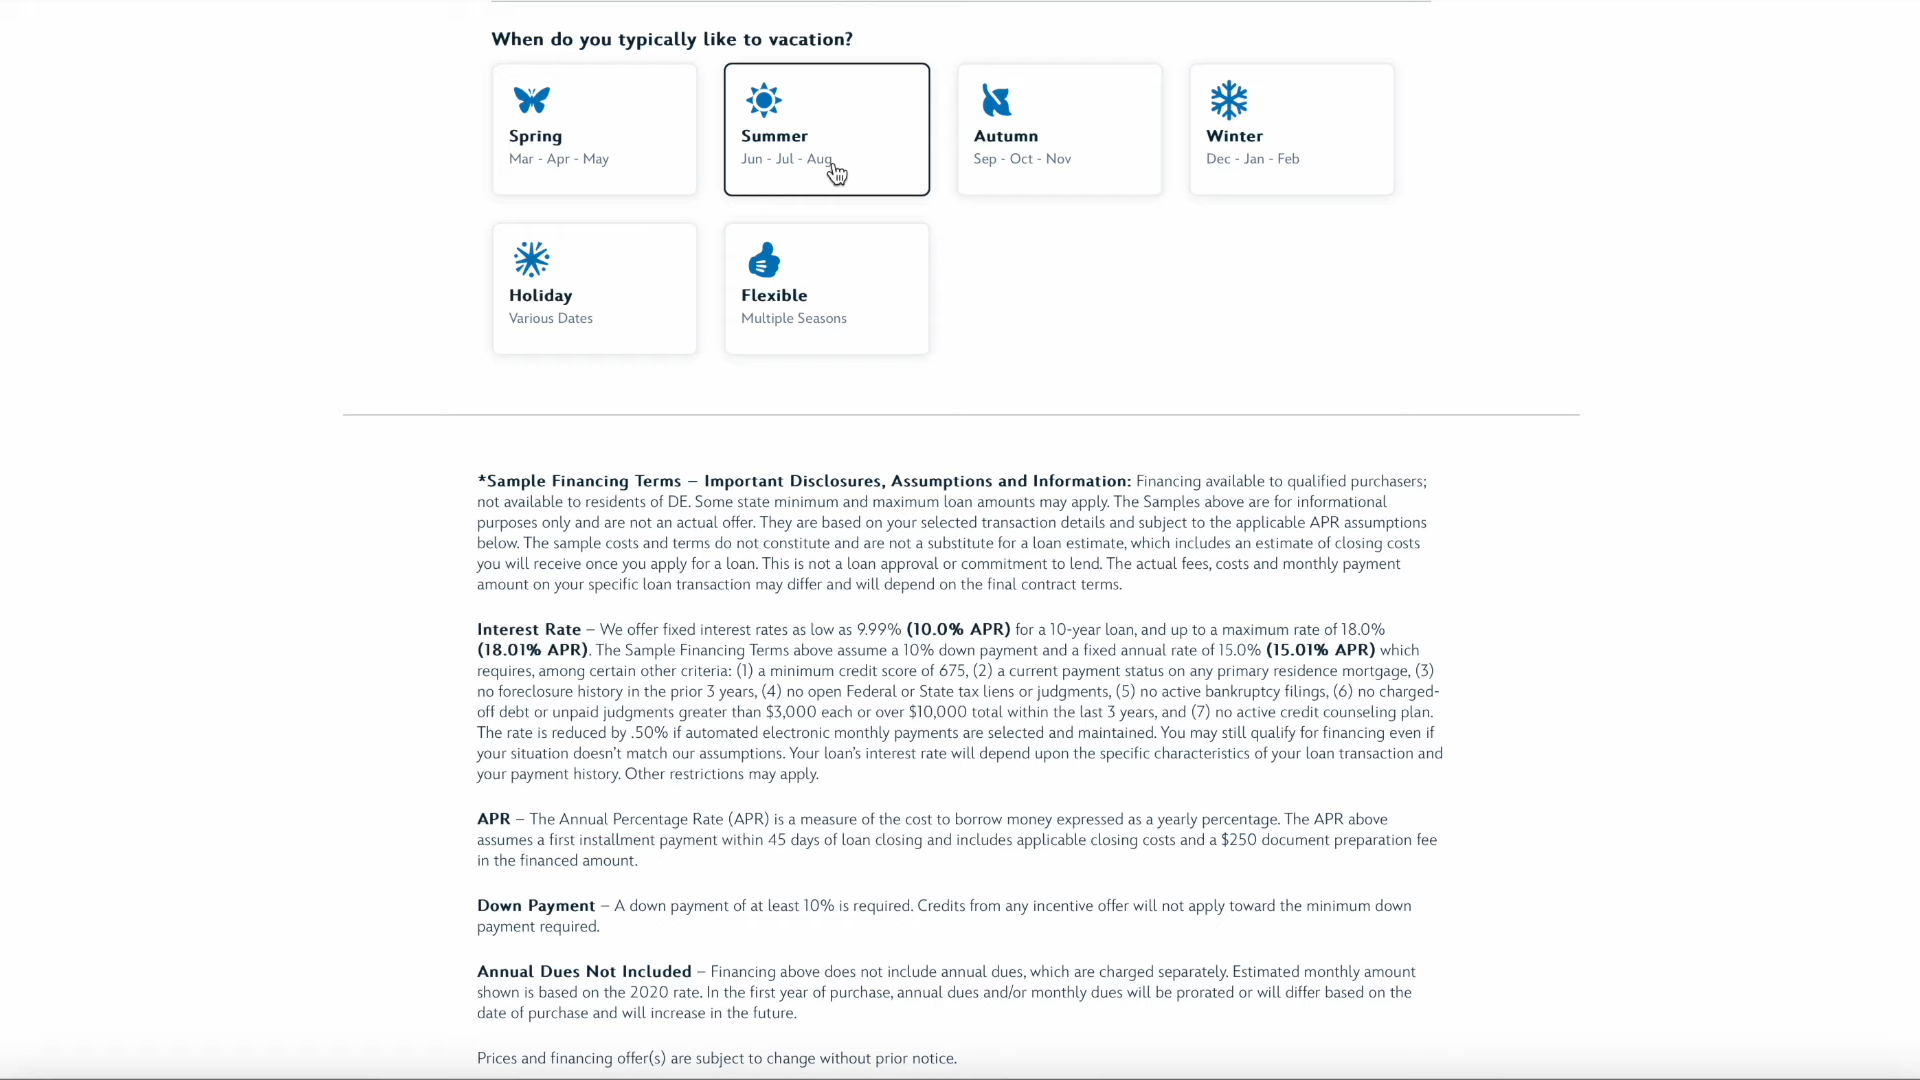 When do you typically like to vacation?
Spring
Mar - Apr - May
Summer
Jun - Jul - Aug
Autumn
Sep - Oct - Nov
Winter
Dec - Jan - Feb
Holiday
Various Dates
Flexible
Multiple Seasons
*Sample Financing Terms – Important Disclosures, Assumptions and Information: Financing available to qualified purchasers;
not available to residents of DE. Some state minimum and maximum loan amounts may apply. The Samples above are for informational
purposes only and are not an actual offer. They are based on your selected transaction details and subject to the applicable APR assumptions
below. The sample costs and terms do not constitute and are not a substitute for a loan estimate, which includes an estimate of closing costs
you will receive once you apply for a loan. This is not a loan approval or commitment to lend. The actual fees, costs and monthly payment
amount on your specific loan transaction may differ and will depend on the final contract terms.
Interest Rate – We offer fixed interest rates as low as 9.99% (10.0% APR) for a 10-year loan, and up to a maximum rate of 18.0%
(18.01% APR). The Sample Financing Terms above assume a 10% down payment and a fixed annual rate of 15.0% (15.01% APR) which
requires, among certain other criteria: (1) a minimum credit score of 675, (2) a current payment status on any primary residence mortgage, (3)
no foreclosure history in the prior 3 years, (4) no open Federal or State tax liens or judgments, (5) no active bankruptcy filings, (6) no charged-
off debt or unpaid judgments greater than $3,000 each or over $10,000 total within the last 3 years, and (7) no active credit counseling plan.
The rate is reduced by .50% if automated electronic monthly payments are selected and maintained. You may still qualify for financing even if
your situation doesn't match our assumptions. Your loan's interest rate will depend upon the specific characteristics of your loan transaction and
your payment history. Other restrictions may apply.
APR – The Annual Percentage Rate (APR) is a measure of the cost to borrow money expressed as a yearly percentage. The APR above
assumes a first installment payment within 45 days of loan closing and includes applicable closing costs and a $250 document preparation fee
in the financed amount.
Down Payment – A down payment of at least 10% is required. Credits from any incentive offer will not apply toward the minimum down
payment required.
Annual Dues Not Included – Financing above does not include annual dues, which are charged separately. Estimated monthly amount
shown is based on the 2020 rate. In the first year of purchase, annual dues and/or monthly dues will be prorated or will differ based on the
date of purchase and will increase in the future.
Prices and financing offer(s) are subject to change without prior notice.